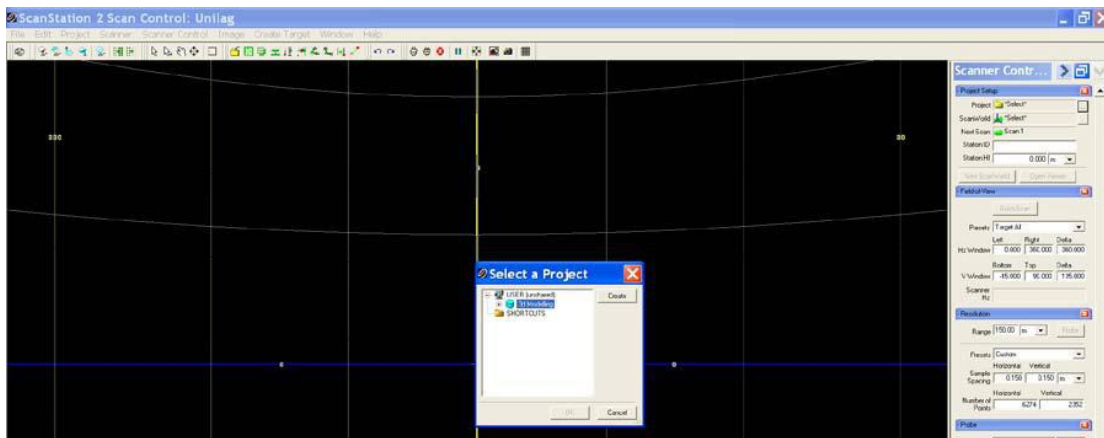 ScanStation 2 Scan Control: Unilag
File Edit Project Scanner Scanner Control Image Create Target Window Help
Scanner Contr...
Project Setup
Project *Select*
ScanWorld *Select*
Next Scan Scan 1
Station ID
Station HI 0.000 m
New ScanWorld Open Viewer
Field of View
QuickScan
Presets Target All
Left Right Delta
Hz Window 0.000 360.000 360.000
Bottom Top Delta
V Window -45.000 90.000 135.000
Scanner Hz
Resolution
Range 150.00 m Probe
Presets Custom
Horizontal Vertical
Sample Spacing 0.150 0.150 m
Horizontal Vertical
Number of Points 6274 2352
Probe
330
30
0
0
0
Select a Project
USER (unshared)
3d Modelling
SHORTCUTS
Create
OK
Cancel